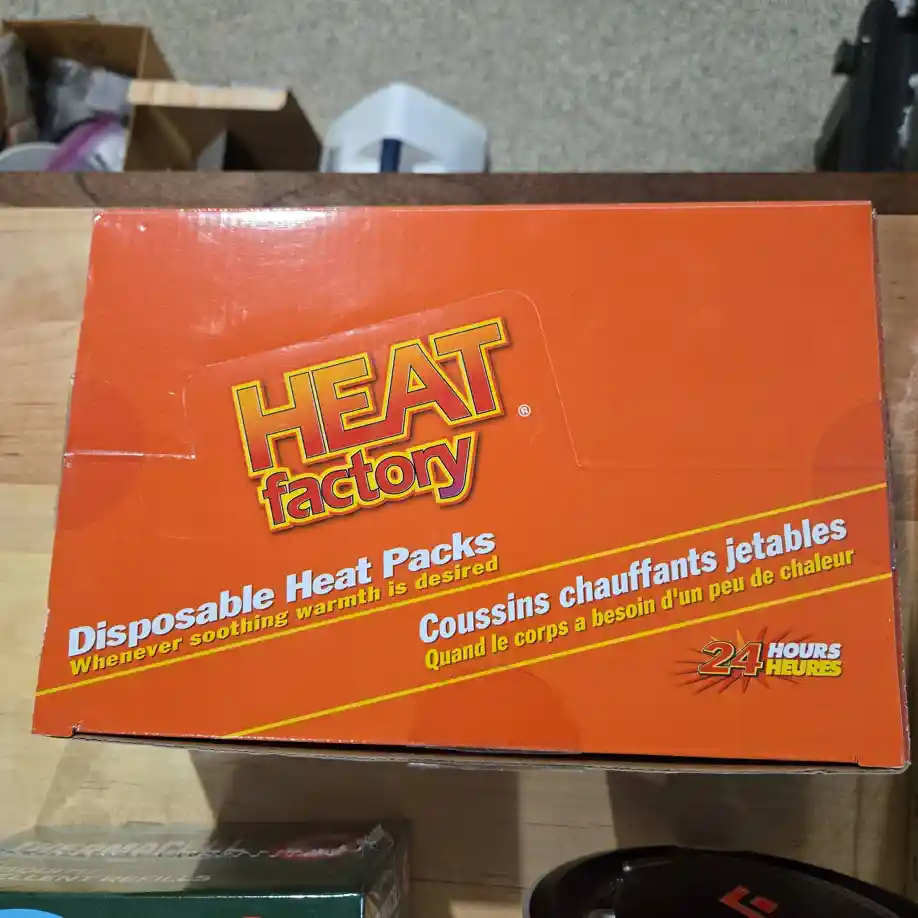 HEAT
factory
®
Disposable Heat Packs
Whenever soothing warmth is desired
Coussins chauffants jetables
Quand le corps a besoin d'un peu de chaleur
24 HOURS
HEURES
REFILLS